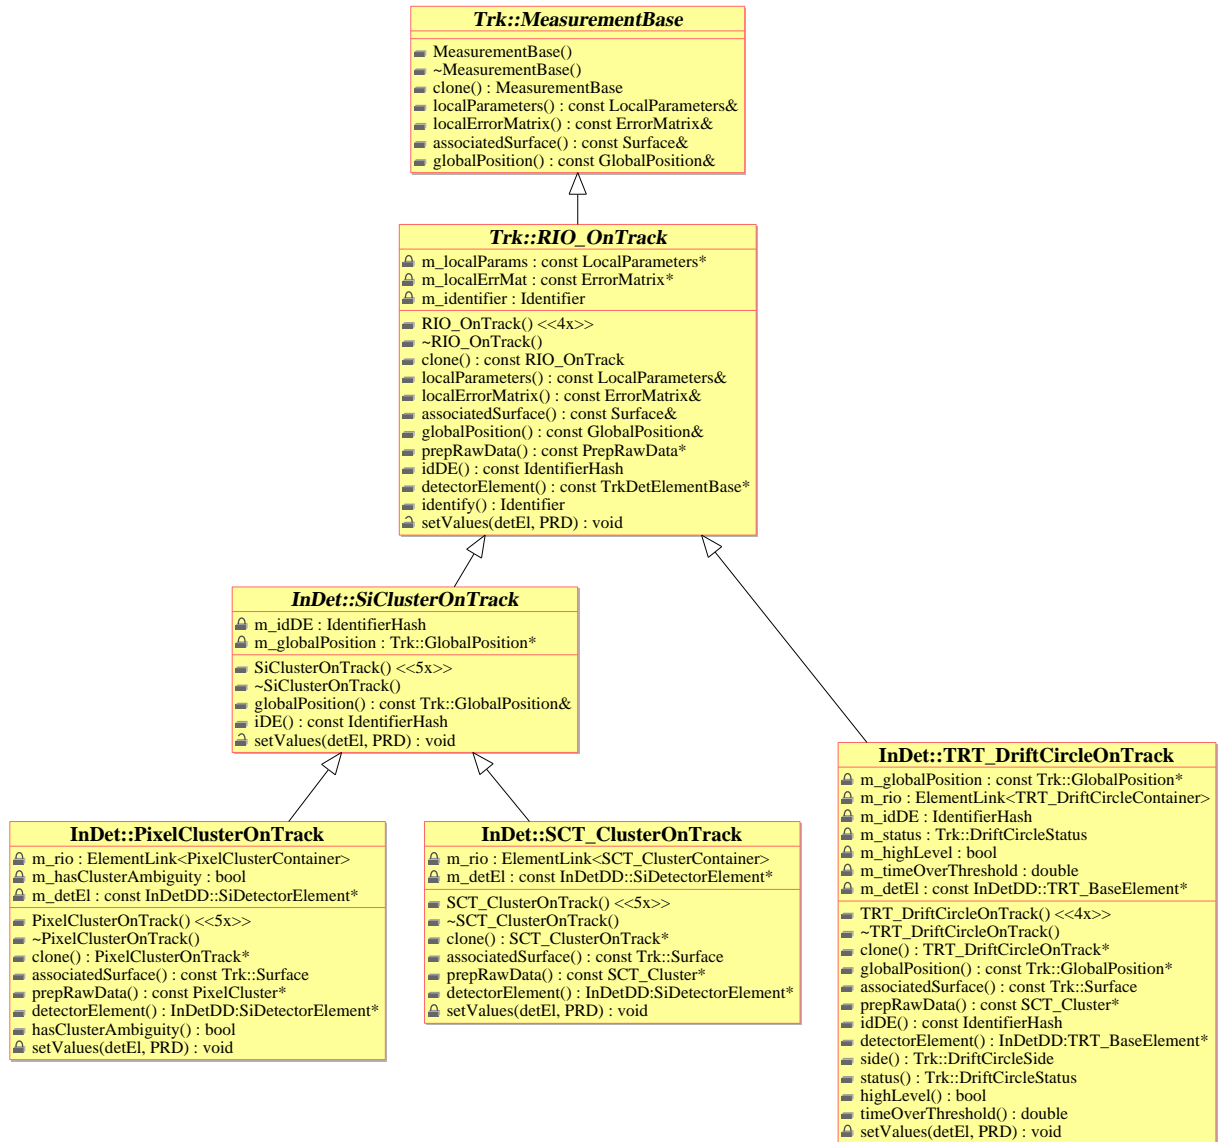 Trk::MeasurementBase
MeasurementBase()
~MeasurementBase()
clone() : MeasurementBase
localParameters() : const LocalParameters&
localErrorMatrix() : const ErrorMatrix&
associatedSurface() : const Surface&
globalPosition() : const GlobalPosition&
Trk::RIO_OnTrack
m_localParams : const LocalParameters*
m_localErrMat : const ErrorMatrix*
m_identifier : Identifier
RIO_OnTrack() <<4x>>
~RIO_OnTrack()
clone() : const RIO_OnTrack
localParameters() : const LocalParameters&
localErrorMatrix() : const ErrorMatrix&
associatedSurface() : const Surface&
globalPosition() : const GlobalPosition&
prepRawData() : const PrepRawData*
idDE() : const IdentifierHash
detectorElement() : const TrkDetElementBase*
identify() : Identifier
setValues(detEl, PRD) : void
InDet::SiClusterOnTrack
m_idDE : IdentifierHash
m_globalPosition : Trk::GlobalPosition*
SiClusterOnTrack() <<5x>>
~SiClusterOnTrack()
globalPosition() : const Trk::GlobalPosition&
iDE() : const IdentifierHash
setValues(detEl, PRD) : void
InDet::PixelClusterOnTrack
m_rio : ElementLink<PixelClusterContainer>
m_hasClusterAmbiguity : bool
m_detEl : const InDetDD::SiDetectorElement*
PixelClusterOnTrack() <<5x>>
~PixelClusterOnTrack()
clone() : PixelClusterOnTrack*
associatedSurface() : const Trk::Surface
prepRawData() : const PixelCluster*
detectorElement() : InDetDD:SiDetectorElement*
hasClusterAmbiguity() : bool
setValues(detEl, PRD) : void
InDet::SCT_ClusterOnTrack
m_rio : ElementLink<SCT_ClusterContainer>
m_detEl : const InDetDD::SiDetectorElement*
SCT_ClusterOnTrack() <<5x>>
~SCT_ClusterOnTrack()
clone() : SCT_ClusterOnTrack*
associatedSurface() : const Trk::Surface
prepRawData() : const SCT_Cluster*
detectorElement() : InDetDD:SiDetectorElement*
setValues(detEl, PRD) : void
InDet::TRT_DriftCircleOnTrack
m_globalPosition : const Trk::GlobalPosition*
m_rio : ElementLink<TRT_DriftCircleContainer>
m_idDE : IdentifierHash
m_status : Trk::DriftCircleStatus
m_highLevel : bool
m_timeOverThreshold : double
m_detEl : const InDetDD::TRT_BaseElement*
TRT_DriftCircleOnTrack() <<4x>>
~TRT_DriftCircleOnTrack()
clone() : TRT_DriftCircleOnTrack*
globalPosition() : const Trk::GlobalPosition*
associatedSurface() : const Trk::Surface
prepRawData() : const SCT_Cluster*
idDE() : const IdentifierHash
detectorElement() : InDetDD:TRT_BaseElement*
side() : Trk::DriftCircleSide
status() : Trk::DriftCircleStatus
highLevel() : bool
timeOverThreshold() : double
setValues(detEl, PRD) : void